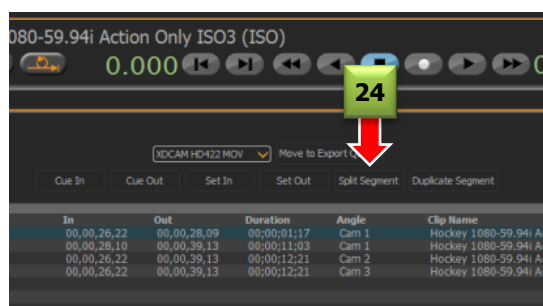 080-59.94i Action Only ISO3 (ISO)
0.000
24
XDCAM HD422 MOV Move to Export
Cue In Cue Out Set In Set Out Split Segment Duplicate Segment
In Out Duration Angle Clip Name
00,00,26,22 00,00,28,09 00;00;01;17 Cam 1 Hockey 1080-59.94i A
00,00,28,10 00,00,39,13 00;00;11;03 Cam 1 Hockey 1080-59.94i A
00,00,26,22 00,00,39,13 00;00;12;21 Cam 2 Hockey 1080-59.94i A
00,00,26,22 00,00,39,13 00;00;12;21 Cam 3 Hockey 1080-59.94i A